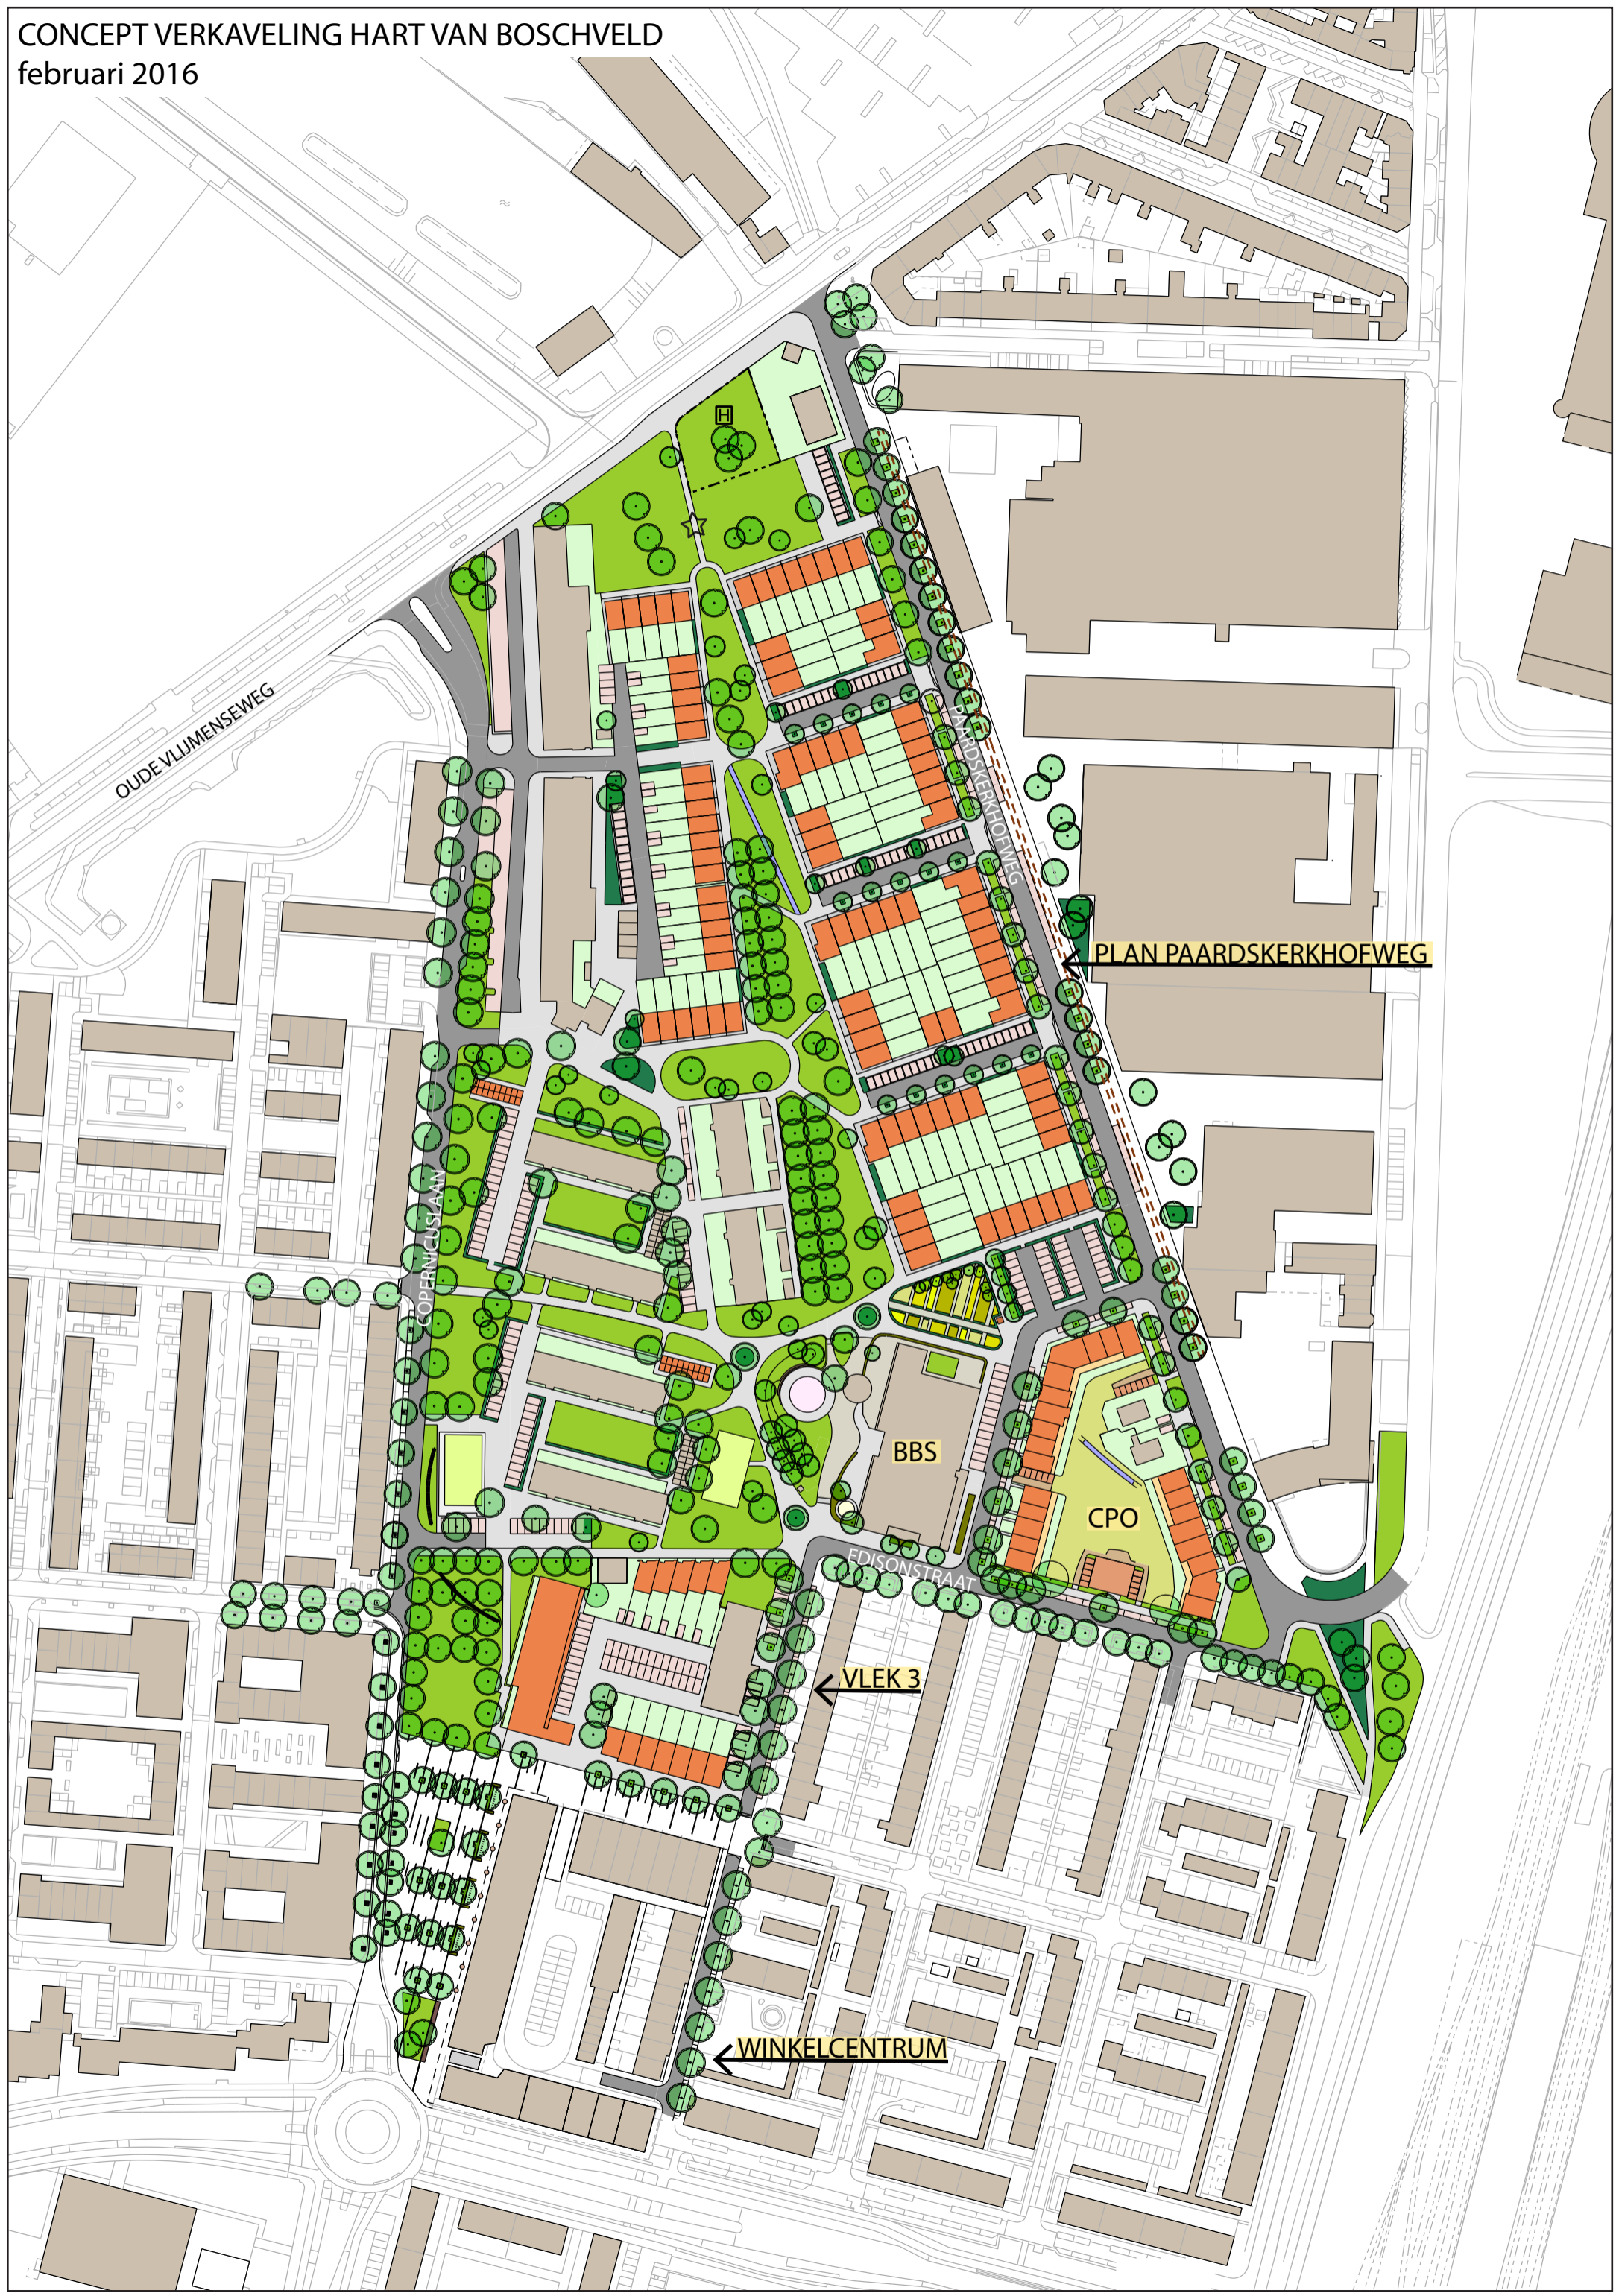 CONCEPT VERKAVELING HART VAN BOSCHVELD
februari 2016
H
OUDE VLIJMENSEWEG
PAARDSKERKHOFWEG
PLAN PAARDSKERKHOFWEG
COPERNICUSLAAN
BBS
CPO
EDISONSTRAAT
VLEK 3
WINKELCENTRUM